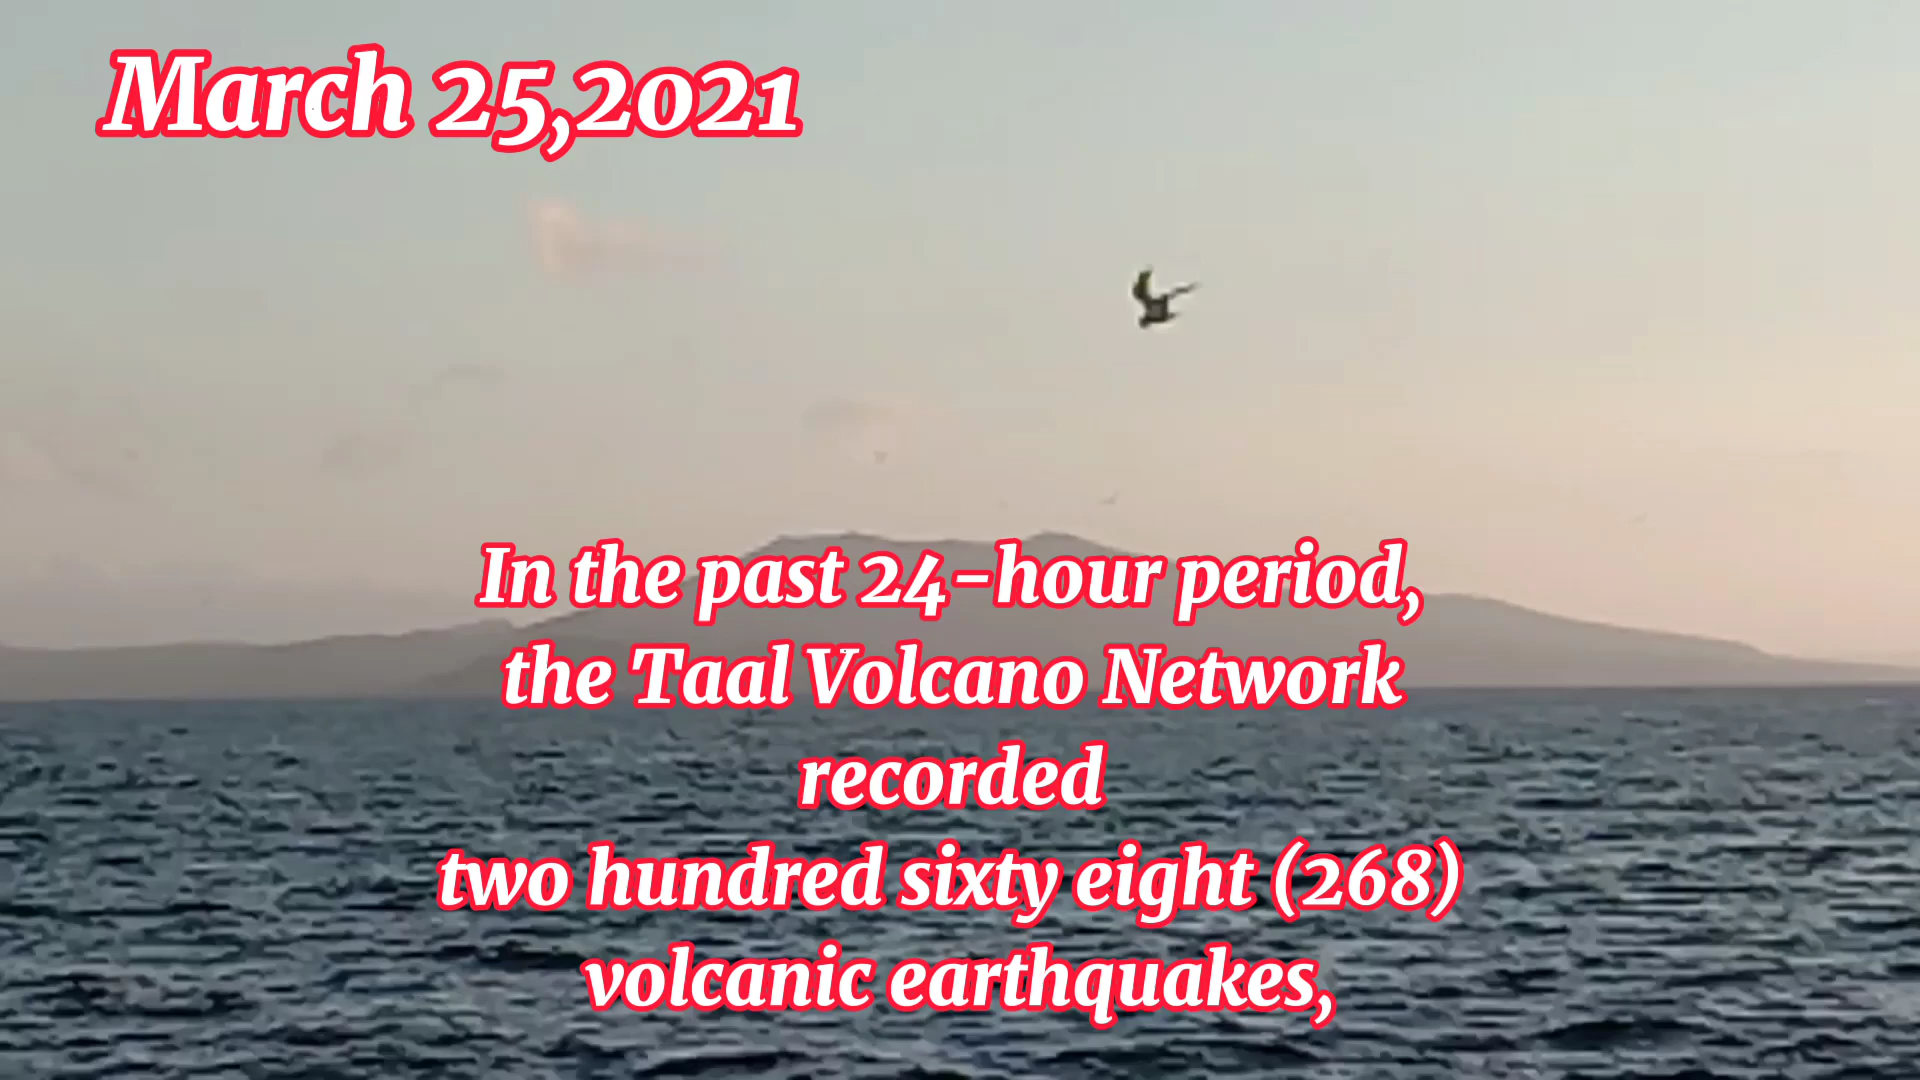 March 25,2021
In the past 24-hour period,
the Taal Volcano Network
recorded
two hundred sixty eight (268)
volcanic earthquakes,